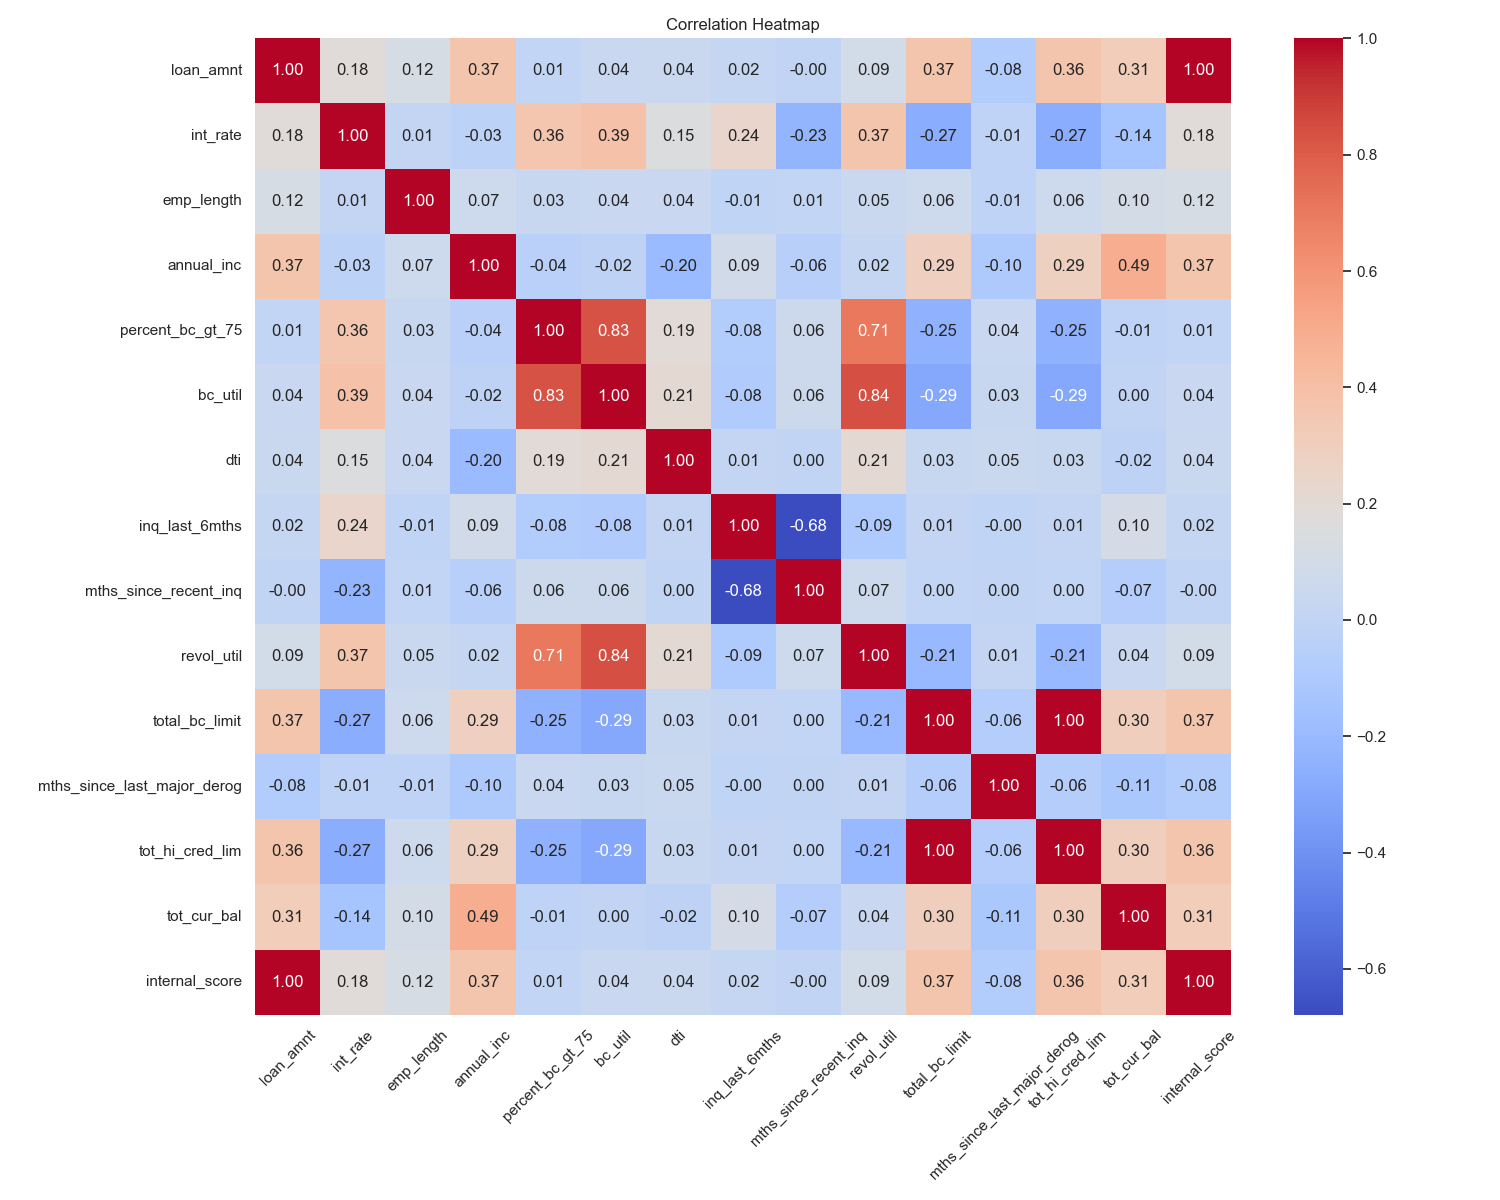 Correlation Heatmap
loan_amnt 1.00 0.18 0.12 0.37 0.01 0.04 0.04 0.02 -0.00 0.09 0.37 -0.08 0.36 0.31 1.00
int_rate 0.18 1.00 0.01 -0.03 0.36 0.39 0.15 0.24 -0.23 0.37 -0.27 -0.01 -0.27 -0.14 0.18
emp_length 0.12 0.01 1.00 0.07 0.03 0.04 0.04 -0.01 0.01 0.05 0.06 -0.01 0.06 0.10 0.12
annual_inc 0.37 -0.03 0.07 1.00 -0.04 -0.02 -0.20 0.09 -0.06 0.02 0.29 -0.10 0.29 0.49 0.37
percent_bc_gt_75 0.01 0.36 0.03 -0.04 1.00 0.83 0.19 -0.08 0.06 0.71 -0.25 0.04 -0.25 -0.01 0.01
bc_util 0.04 0.39 0.04 -0.02 0.83 1.00 0.21 -0.08 0.06 0.84 -0.29 0.03 -0.29 0.00 0.04
dti 0.04 0.15 0.04 -0.20 0.19 0.21 1.00 0.01 0.00 0.21 0.03 0.05 0.03 -0.02 0.04
inq_last_6mths 0.02 0.24 -0.01 0.09 -0.08 -0.08 0.01 1.00 -0.68 -0.09 0.01 -0.00 0.01 0.10 0.02
mths_since_recent_inq -0.00 -0.23 0.01 -0.06 0.06 0.06 0.00 -0.68 1.00 0.07 0.00 0.00 0.00 -0.07 -0.00
revol_util 0.09 0.37 0.05 0.02 0.71 0.84 0.21 -0.09 0.07 1.00 -0.21 0.01 -0.21 0.04 0.09
total_bc_limit 0.37 -0.27 0.06 0.29 -0.25 -0.29 0.03 0.01 0.00 -0.21 1.00 -0.06 1.00 0.30 0.37
mths_since_last_major_derog -0.08 -0.01 -0.01 -0.10 0.04 0.03 0.05 -0.00 0.00 0.01 -0.06 1.00 -0.06 -0.11 -0.08
tot_hi_cred_lim 0.36 -0.27 0.06 0.29 -0.25 -0.29 0.03 0.01 0.00 -0.21 1.00 -0.06 1.00 0.30 0.36
tot_cur_bal 0.31 -0.14 0.10 0.49 -0.01 0.00 -0.02 0.10 -0.07 0.04 0.30 -0.11 0.30 1.00 0.31
internal_score 1.00 0.18 0.12 0.37 0.01 0.04 0.04 0.02 -0.00 0.09 0.37 -0.08 0.36 0.31 1.00
loan_amnt
int_rate
emp_length
annual_inc
percent_bc_gt_75
bc_util
dti
inq_last_6mths
mths_since_recent_inq
revol_util
total_bc_limit
mths_since_last_major_derog
tot_hi_cred_lim
tot_cur_bal
internal_score
1.0
0.8
0.6
0.4
0.2
0.0
−0.2
−0.4
−0.6